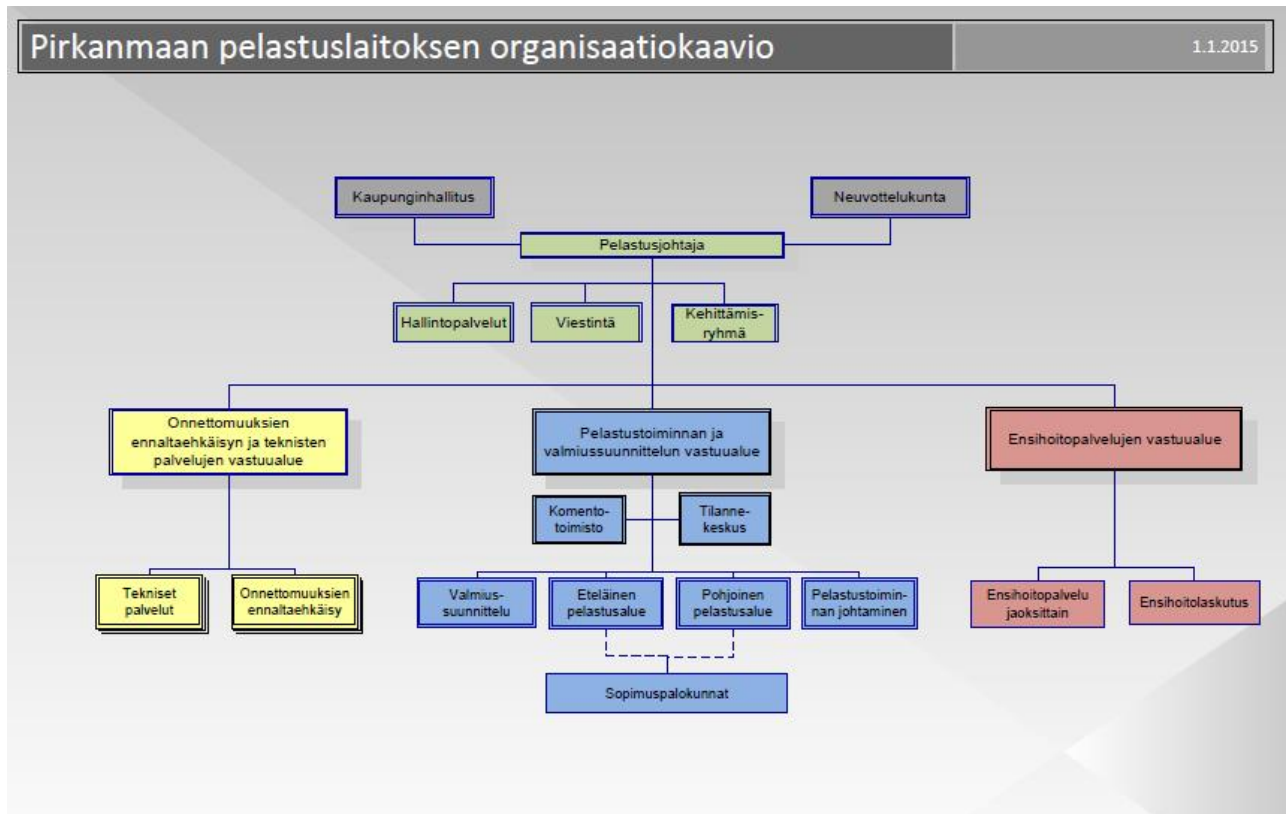 Pirkanmaan pelastuslaitoksen organisaatiokaavio
1.1.2015
Kaupunginhallitus
Neuvottelukunta
Pelastusjohtaja
Hallintopalvelut
Viestintä
Kehittämis-
ryhmä
Onnettomuuksien
ennaltaehkäisyn ja teknisten
palvelujen vastuualue
Pelastustoiminnan ja
valmiussuunnittelun vastuualue
Ensihoitopalvelujen vastuualue
Komento-
toimisto
Tilanne-
keskus
Tekniset
palvelut
Onnettomuuksien
ennaltaehkäisy
Valmius-
suunnittelu
Eteläinen
pelastusalue
Pohjoinen
pelastusalue
Pelastustoimin-
nan johtaminen
Ensihoitopalvelu
jaoksittain
Ensihoitolaskutus
Sopimuspalokunnat